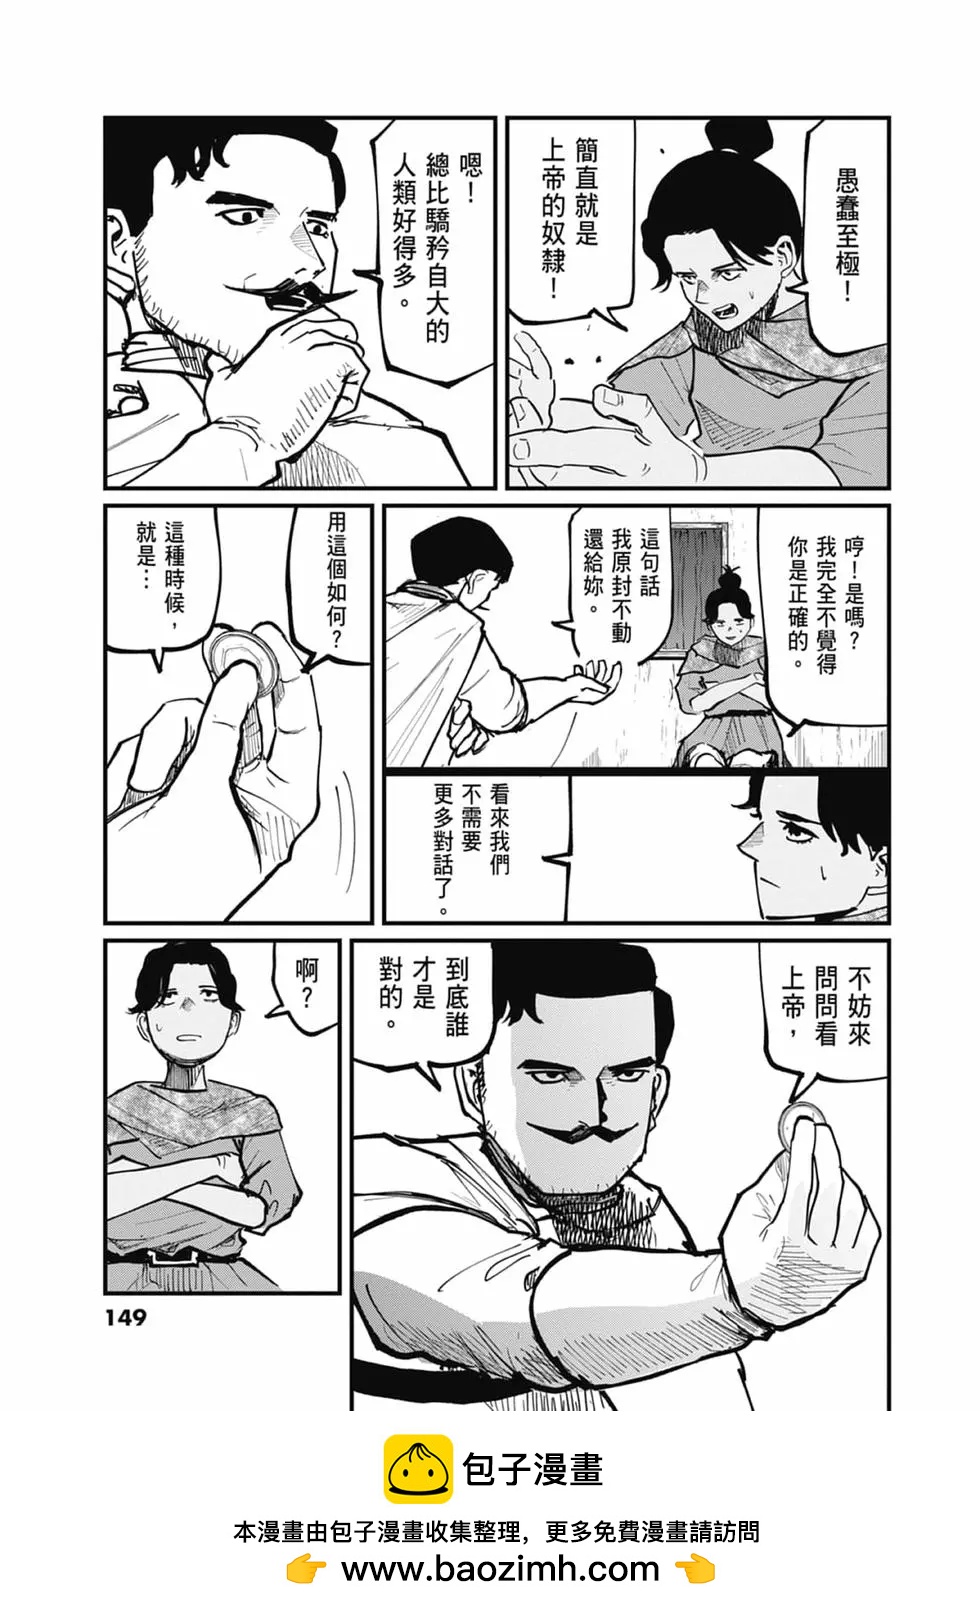 愚蠢至極！
簡直就是
上帝的奴隸！
嗯！
總比驕矜自大的
人類好得多。
哼！是嗎？
我完全不覺得
你是正確的。
這句話
我原封不動
還給妳。
看來我們
不需要
更多對話了。
用這個如何？
這種時候，
就是…
不妨來
問問看
上帝，
到底誰
才是
對的。
啊？
149
包子漫畫
本漫畫由包子漫畫收集整理，更多免費漫畫請訪問
👉 www.baozimh.com 👈